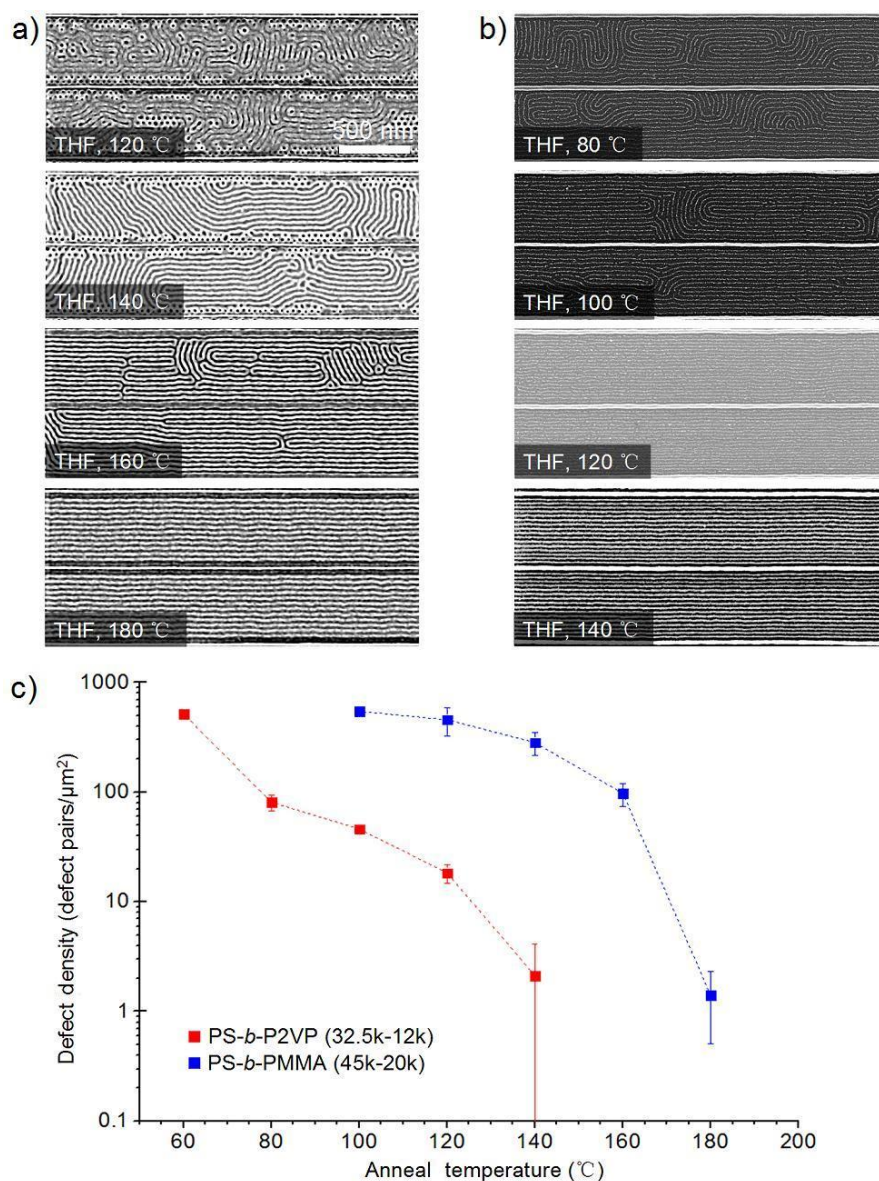 a)
THF, 120 ℃
500 nm
THF, 140 ℃
THF, 160 ℃
THF, 180 ℃
b)
THF, 80 ℃
THF, 100 ℃
THF, 120 ℃
THF, 140 ℃
c)
Defect density (defect pairs/µm²)
1000
100
10
1
0.1
PS-b-P2VP (32.5k-12k)
PS-b-PMMA (45k-20k)
60 80 100 120 140 160 180 200
Anneal temperature (℃)